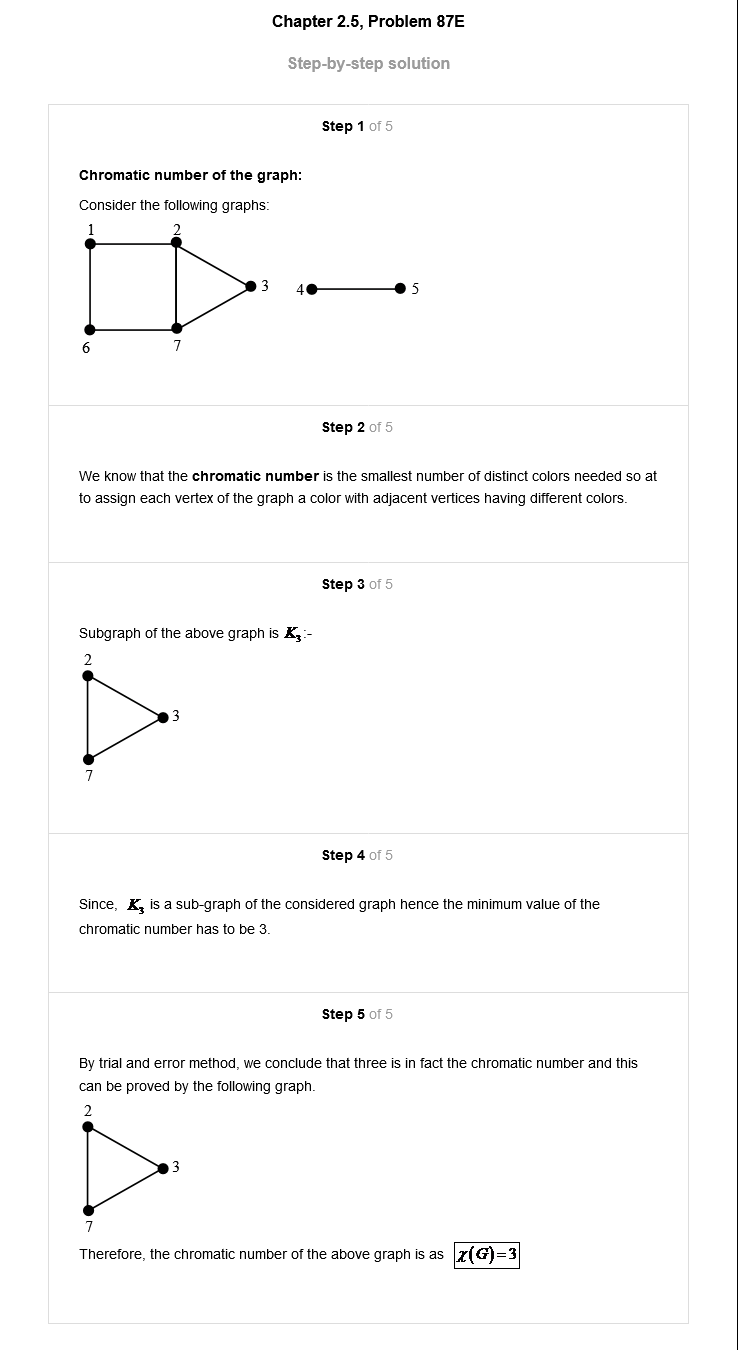 Chapter 2.5, Problem 87E
Step-by-step solution
Step 1 of 5
Chromatic number of the graph:
Consider the following graphs:
1 2
3 4 5
6 7
Step 2 of 5
We know that the chromatic number is the smallest number of distinct colors needed so at
to assign each vertex of the graph a color with adjacent vertices having different colors.
Step 3 of 5
Subgraph of the above graph is K₃:-
2
3
7
Step 4 of 5
Since, K₃ is a sub-graph of the considered graph hence the minimum value of the
chromatic number has to be 3.
Step 5 of 5
By trial and error method, we conclude that three is in fact the chromatic number and this
can be proved by the following graph.
2
3
7
Therefore, the chromatic number of the above graph is as χ(G)=3